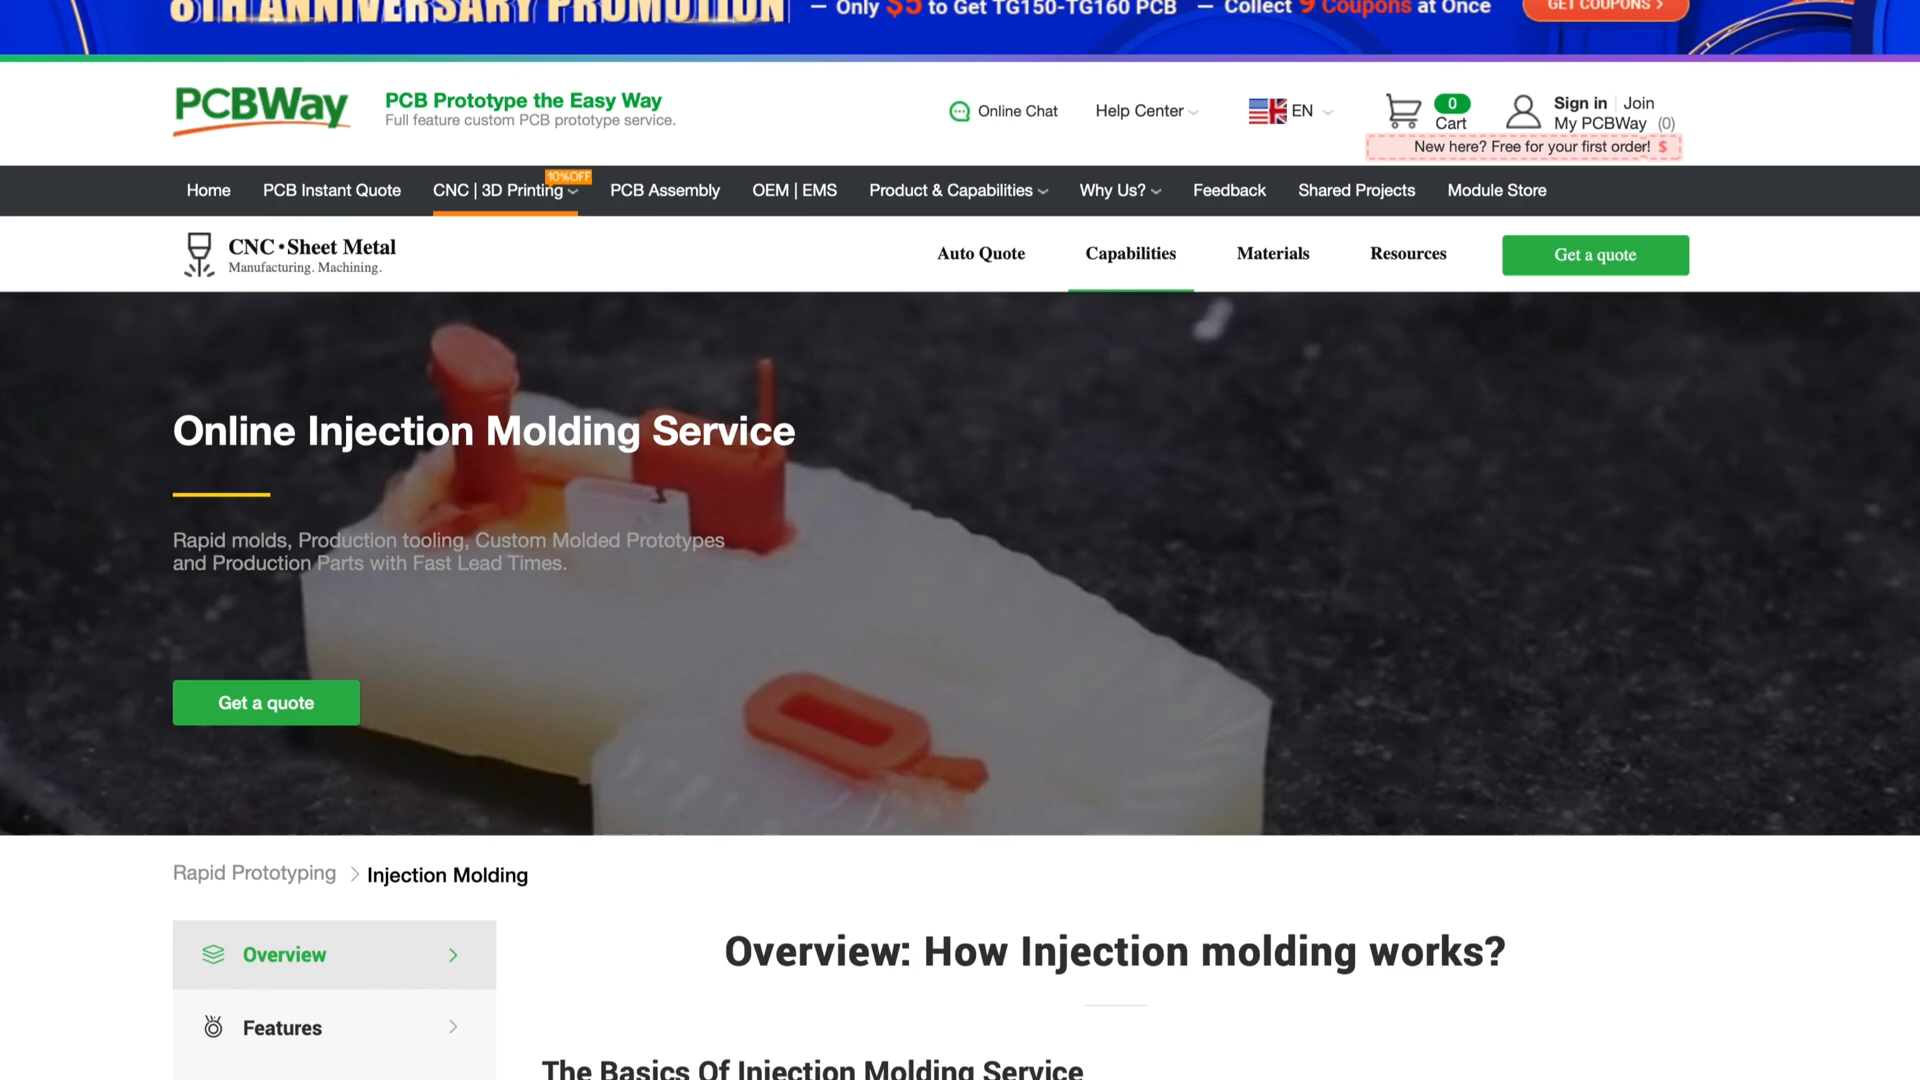 8TH ANNIVERSARY PROMOTION — Only $5 to Get TG150-TG160 PCB — Collect 9 Coupons at Once GET COUPONS >
PCBWay
PCB Prototype the Easy Way
Full feature custom PCB prototype service.
Online Chat
Help Center
EN
0
Cart
Sign in Join
My PCBWay (0)
New here? Free for your first order! $
10%OFF
Home PCB Instant Quote CNC | 3D Printing PCB Assembly OEM | EMS Product & Capabilities Why Us? Feedback Shared Projects Module Store
CNC•Sheet Metal
Manufacturing. Machining.
Auto Quote Capabilities Materials Resources Get a quote
Online Injection Molding Service
Rapid molds, Production tooling, Custom Molded Prototypes
and Production Parts with Fast Lead Times.
Get a quote
Rapid Prototyping > Injection Molding
Overview
Features
Overview: How Injection molding works?
The Basics Of Injection Molding Service